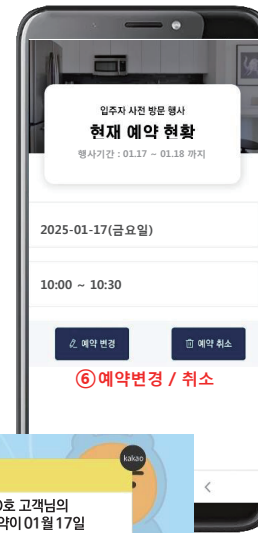 입주자 사전 방문 행사
현재 예약 현황
행사기간 : 01.17 ~ 01.18 까지
2025-01-17(금요일)
10:00 ~ 10:30
예약 변경
예약 취소
⑥예약변경 / 취소
kakao
호 고객님의
약이 01월 17일